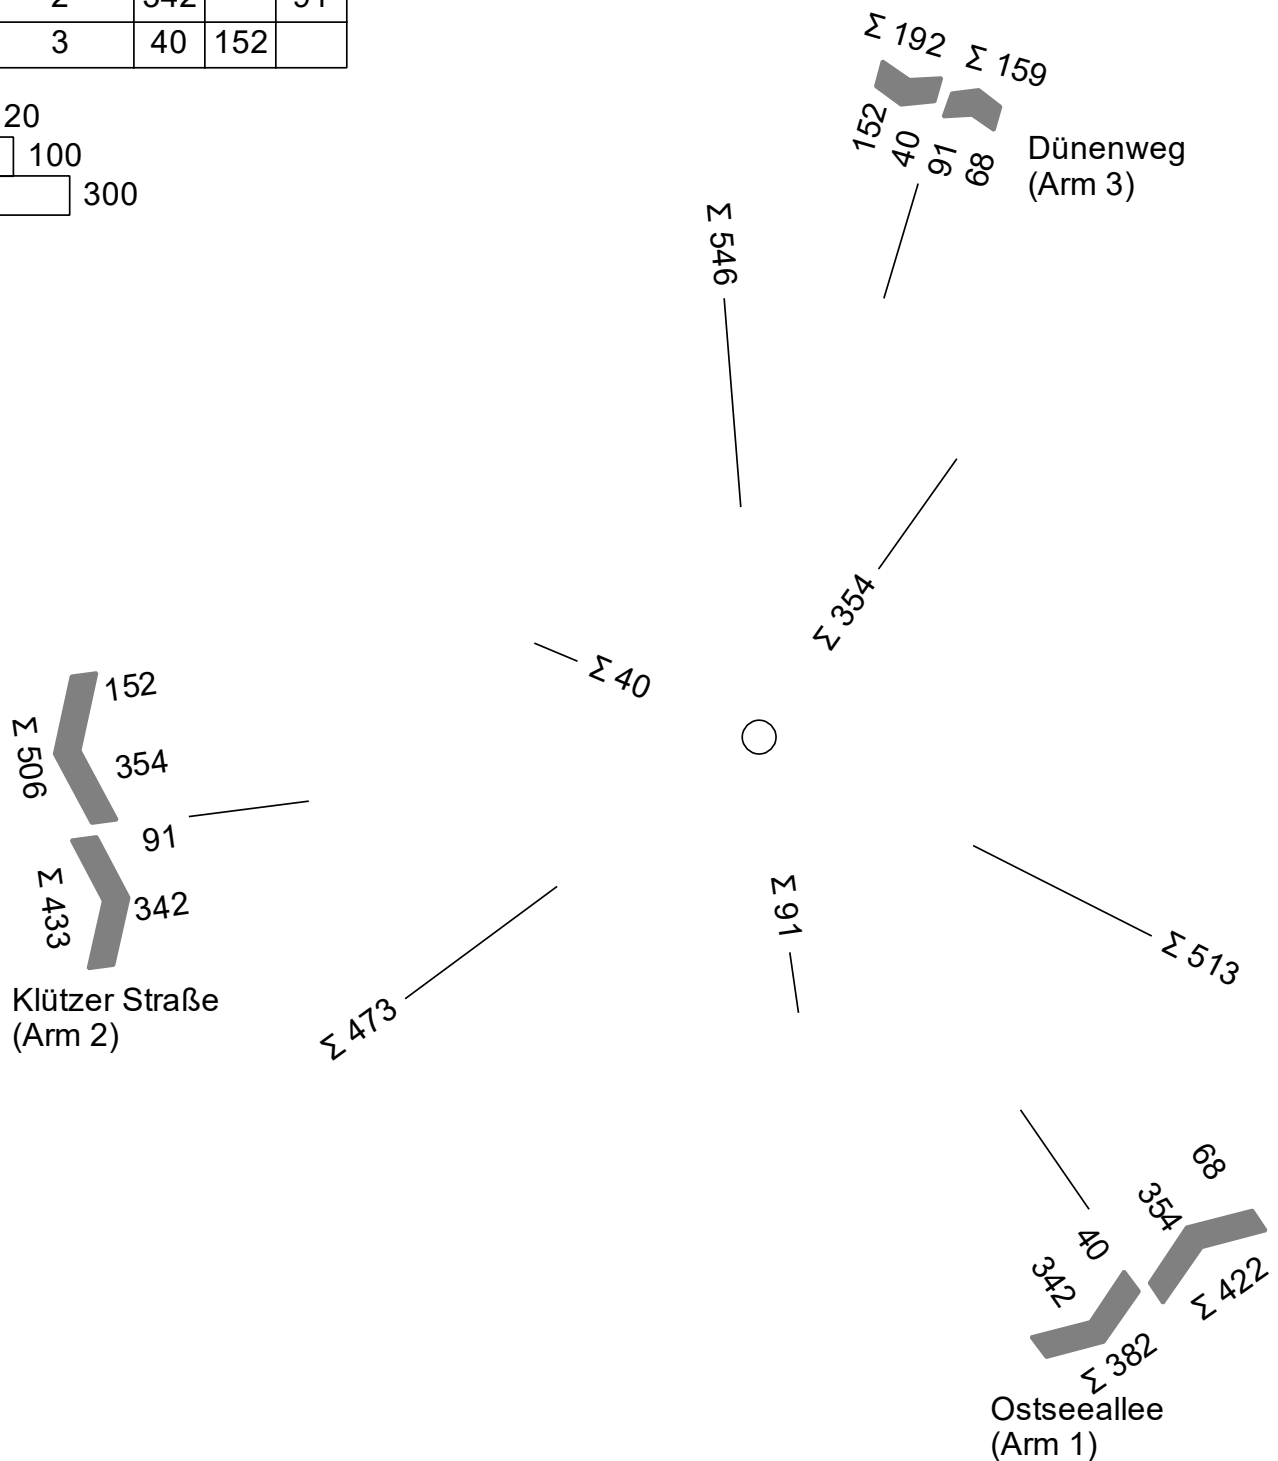 2 342 91
3 40 152
20
100
300
Σ 192
Σ 159
152
40
91
68
Dünenweg
(Arm 3)
Σ 546
Σ 354
Σ 40
152
Σ 506
354
91
Σ 433
342
Klützer Straße
(Arm 2)
Σ 473
Σ 91
Σ 513
68
354
40
342
Σ 422
Σ 382
Ostseeallee
(Arm 1)